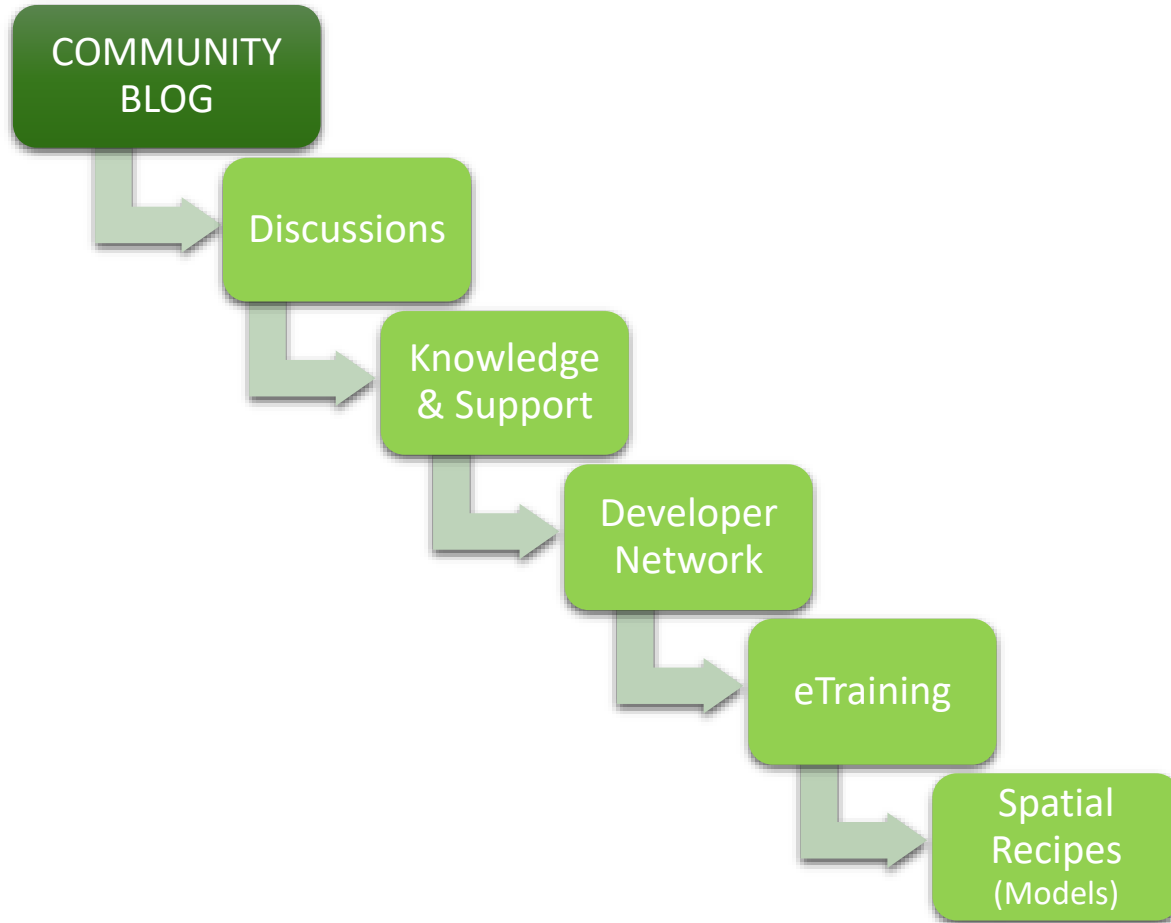 COMMUNITY
BLOG
Discussions
Knowledge
& Support
Developer
Network
eTraining
Spatial
Recipes
(Models)